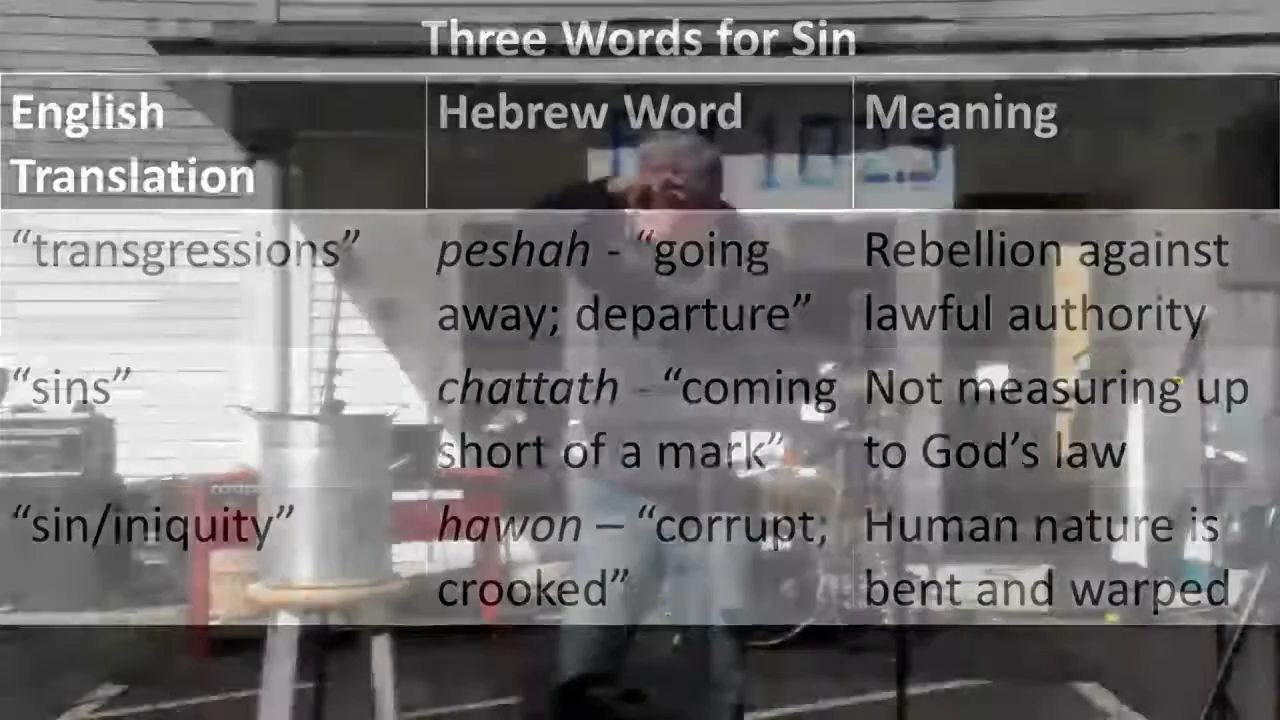 Three Words for Sin
English Translation
Hebrew Word
Meaning
“transgressions”
peshah - “going
away; departure”
Rebellion against
lawful authority
“sins”
chattath - “coming
short of a mark”
Not measuring up
to God’s law
“sin/iniquity”
hawon – “corrupt;
crooked”
Human nature is
bent and warped